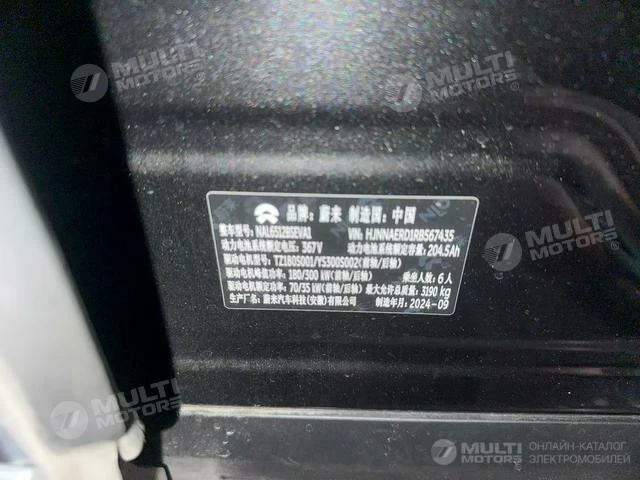 MULTI
MOTORS
MULTI
MOTORS
MULTI
MOTORS
品牌: 蔚来 制造国: 中国
整车型号: NAL6512BSEVA1 VIN: HJNNAERD1RB567435
动力电池系统额定电压: 367V 动力电池系统额定容量: 204.5Ah
驱动电机型号: TZ180S001/YS300S002(前轴/后轴)
驱动电机峰值功率: 180/300 kW(前轴/后轴) 乘坐人数: 6人
驱动电机额定功率: 70/35 kW(前轴/后轴) 最大允许总质量: 3190 kg
生产厂名: 蔚来汽车科技(安徽)有限公司 制造年月: 2024-09
MULTI
MOTORS
MULTI
MOTORS
ОНЛАЙН-КАТАЛОГ
ЭЛЕКТРОМОБИЛЕЙ